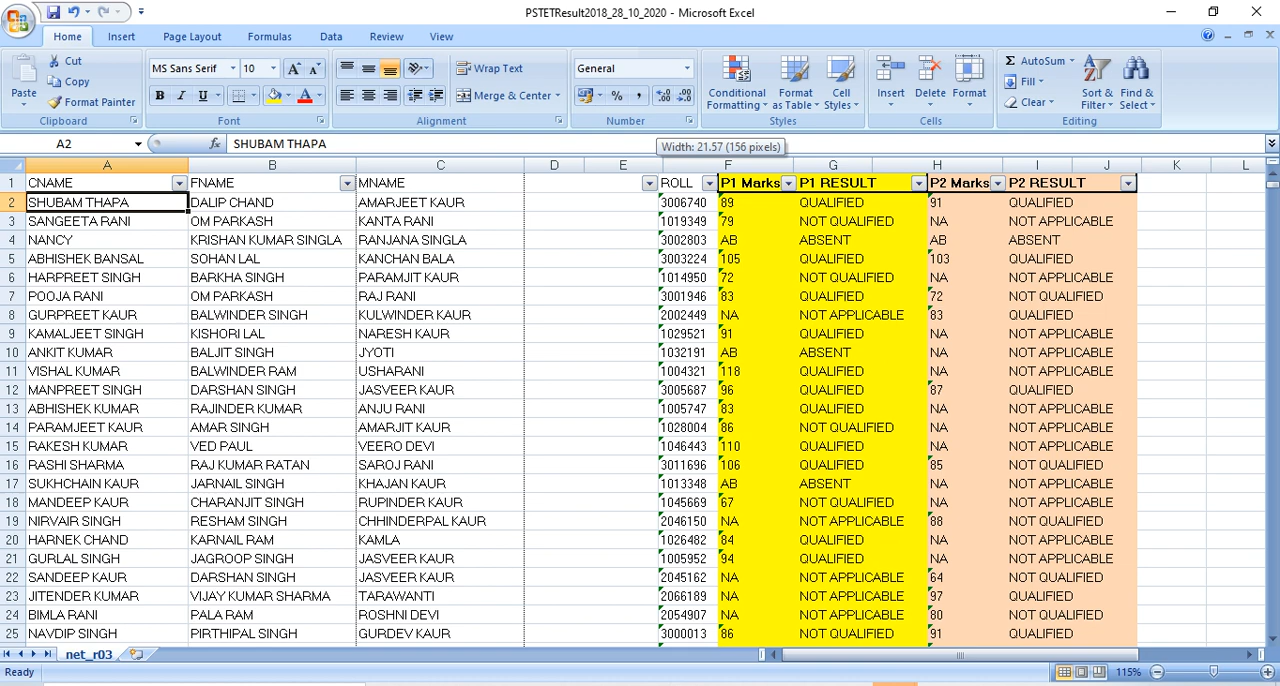 PSTETResult2018_28_10_2020 - Microsoft Excel
Home Insert Page Layout Formulas Data Review View
Paste Cut Copy Format Painter Clipboard
MS Sans Serif 10 B I U Font
Wrap Text Merge & Center Alignment
General % , Number
Conditional Formatting Format as Table Cell Styles Styles
Insert Delete Format Cells
Σ AutoSum Fill Clear Sort & Filter Find & Select Editing
A2 fx SHUBAM THAPA
Width: 21.57 (156 pixels)
A B C D E F G H I J K L
1 CNAME FNAME MNAME ROLL P1 Marks P1 RESULT P2 Marks P2 RESULT
2 SHUBAM THAPA DALIP CHAND AMARJEET KAUR 3006740 89 QUALIFIED 91 QUALIFIED
3 SANGEETA RANI OM PARKASH KANTA RANI 1019349 79 NOT QUALIFIED NA NOT APPLICABLE
4 NANCY KRISHAN KUMAR SINGLA RANJANA SINGLA 3002803 AB ABSENT AB ABSENT
5 ABHISHEK BANSAL SOHAN LAL KANCHAN BALA 3003224 105 QUALIFIED 103 QUALIFIED
6 HARPREET SINGH BARKHA SINGH PARAMJIT KAUR 1014950 72 NOT QUALIFIED NA NOT APPLICABLE
7 POOJA RANI OM PARKASH RAJ RANI 3001946 83 QUALIFIED 72 NOT QUALIFIED
8 GURPREET KAUR BALWINDER SINGH KULWINDER KAUR 2002449 NA NOT APPLICABLE 83 QUALIFIED
9 KAMALJEET SINGH KISHORI LAL NARESH KAUR 1029521 91 QUALIFIED NA NOT APPLICABLE
10 ANKIT KUMAR BALJIT SINGH JYOTI 1032191 AB ABSENT NA NOT APPLICABLE
11 VISHAL KUMAR BALWINDER RAM USHARANI 1004321 118 QUALIFIED NA NOT APPLICABLE
12 MANPREET SINGH DARSHAN SINGH JASVEER KAUR 3005687 96 QUALIFIED 87 QUALIFIED
13 ABHISHEK KUMAR RAJINDER KUMAR ANJU RANI 1005747 83 QUALIFIED NA NOT APPLICABLE
14 PARAMJEET KAUR AMAR SINGH AMARJIT KAUR 1028004 86 NOT QUALIFIED NA NOT APPLICABLE
15 RAKESH KUMAR VED PAUL VEERO DEVI 1046443 110 QUALIFIED NA NOT APPLICABLE
16 RASHI SHARMA RAJ KUMAR RATAN SAROJ RANI 3011696 106 QUALIFIED 85 NOT QUALIFIED
17 SUKHCHAIN KAUR JARNAIL SINGH KHAJAN KAUR 1013348 AB ABSENT NA NOT APPLICABLE
18 MANDEEP KAUR CHARANJIT SINGH RUPINDER KAUR 1045669 67 NOT QUALIFIED NA NOT APPLICABLE
19 NIRVAIR SINGH RESHAM SINGH CHHINDERPAL KAUR 2046150 NA NOT APPLICABLE 88 NOT QUALIFIED
20 HARNEK CHAND KARNAIL RAM KAMLA 1026482 84 QUALIFIED NA NOT APPLICABLE
21 GURLAL SINGH JAGROOP SINGH JASVEER KAUR 1005952 94 QUALIFIED NA NOT APPLICABLE
22 SANDEEP KAUR DARSHAN SINGH JASVEER KAUR 2045162 NA NOT APPLICABLE 64 NOT QUALIFIED
23 JITENDER KUMAR VIJAY KUMAR SHARMA TARAWANTI 2066189 NA NOT APPLICABLE 97 QUALIFIED
24 BIMLA RANI PALA RAM ROSHNI DEVI 2054907 NA NOT APPLICABLE 80 NOT QUALIFIED
25 NAVDIP SINGH PIRTHIPAL SINGH GURDEV KAUR 3000013 86 NOT QUALIFIED 91 QUALIFIED
net_r03
Ready 115%